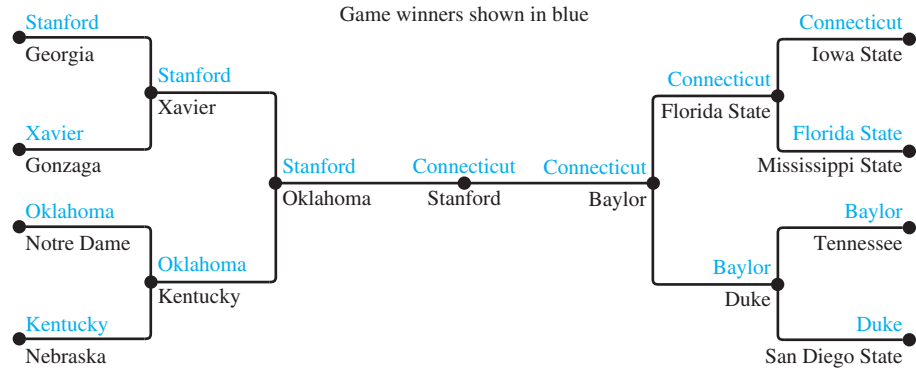 Game winners shown in blue
Stanford
Georgia
Stanford
Xavier
Xavier
Gonzaga
Stanford
Oklahoma
Oklahoma
Notre Dame
Oklahoma
Kentucky
Kentucky
Nebraska
Connecticut
Stanford
Connecticut
Baylor
Connecticut
Florida State
Connecticut
Iowa State
Florida State
Mississippi State
Baylor
Duke
Baylor
Tennessee
Duke
San Diego State